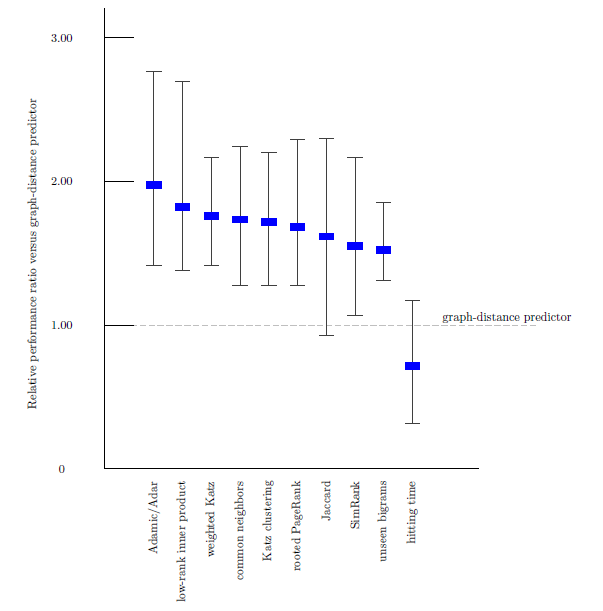 3.00
2.00
1.00
0
Relative performance ratio versus graph-distance predictor
graph-distance predictor
Adamic/Adar
low-rank inner product
weighted Katz
common neighbors
Katz clustering
rooted PageRank
Jaccard
SimRank
unseen bigrams
hitting time